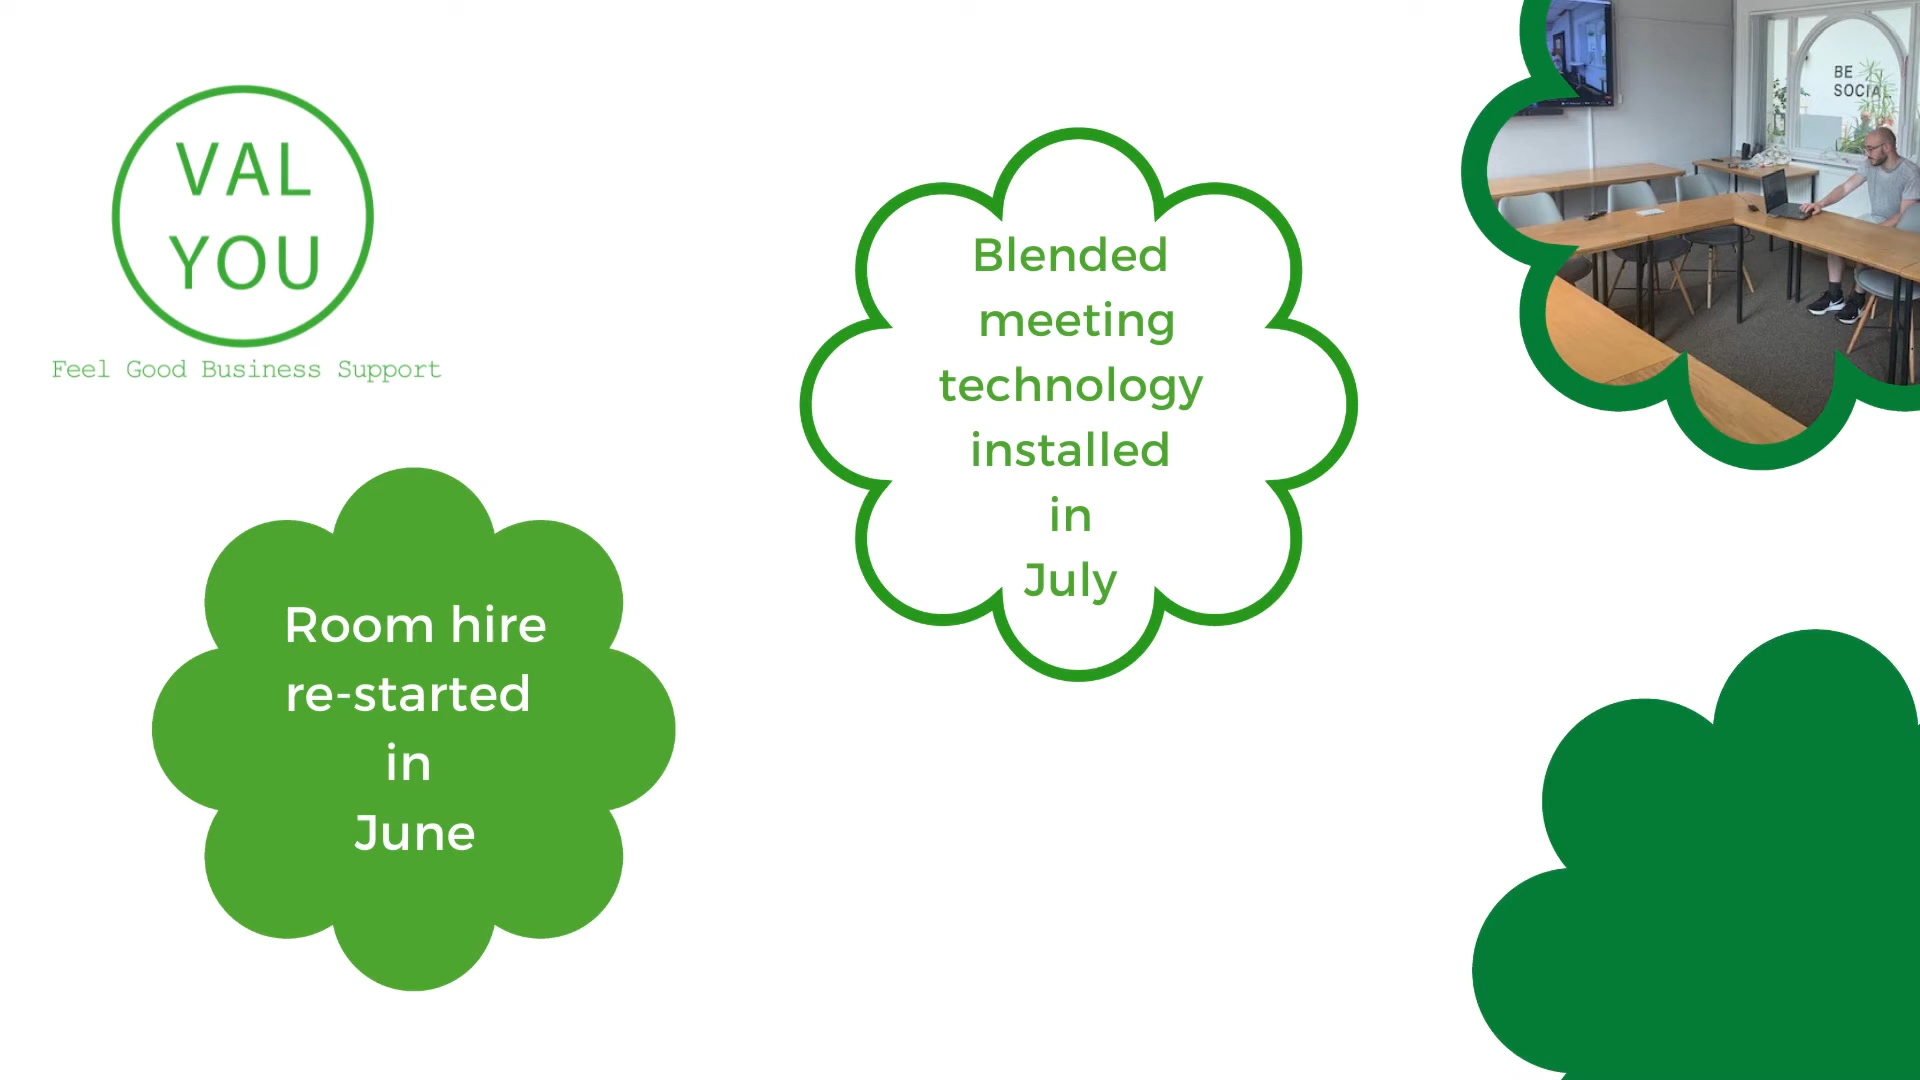 VAL
YOU
Feel Good Business Support
Blended
meeting
technology
installed
in
July
Room hire
re-started
in
June
BE
SOCIAL